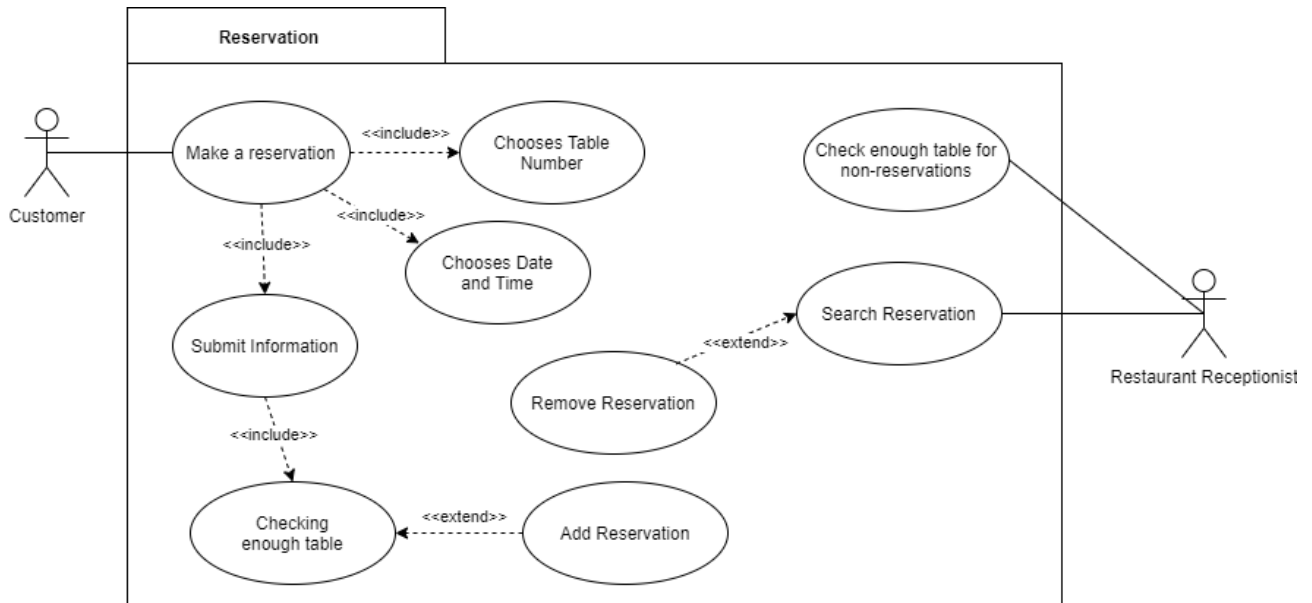 Reservation
Make a reservation
<<include>>
Chooses Table
Number
Check enough table for
non-reservations
Customer
<<include>>
<<include>>
Chooses Date
and Time
Search Reservation
Submit Information
<<extend>>
Restaurant Receptionist
Remove Reservation
<<include>>
Checking
enough table
<<extend>>
Add Reservation